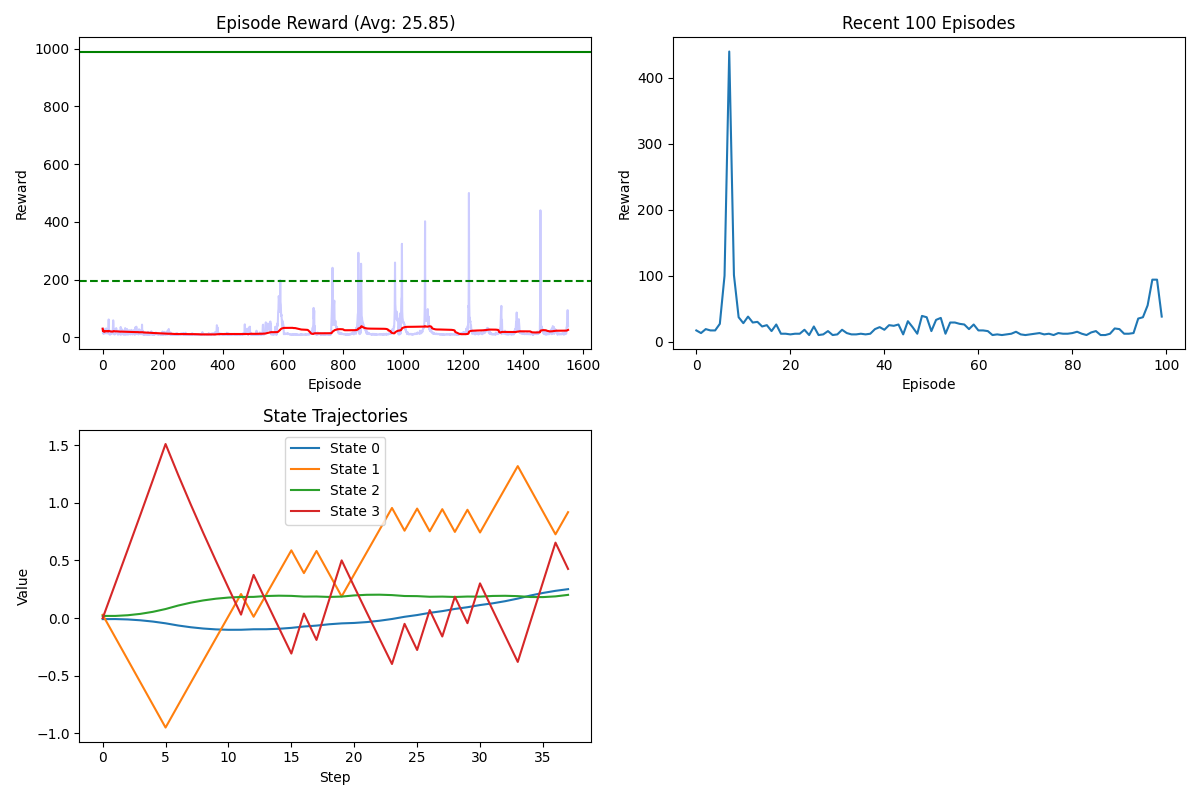 Episode Reward (Avg: 25.85)
Reward
1000
800
600
400
200
0
0 200 400 600 800 1000 1200 1400 1600
Episode
Recent 100 Episodes
Reward
400
300
200
100
0
0 20 40 60 80 100
Episode
State Trajectories
Value
1.5
1.0
0.5
0.0
−0.5
−1.0
State 0
State 1
State 2
State 3
0 5 10 15 20 25 30 35
Step